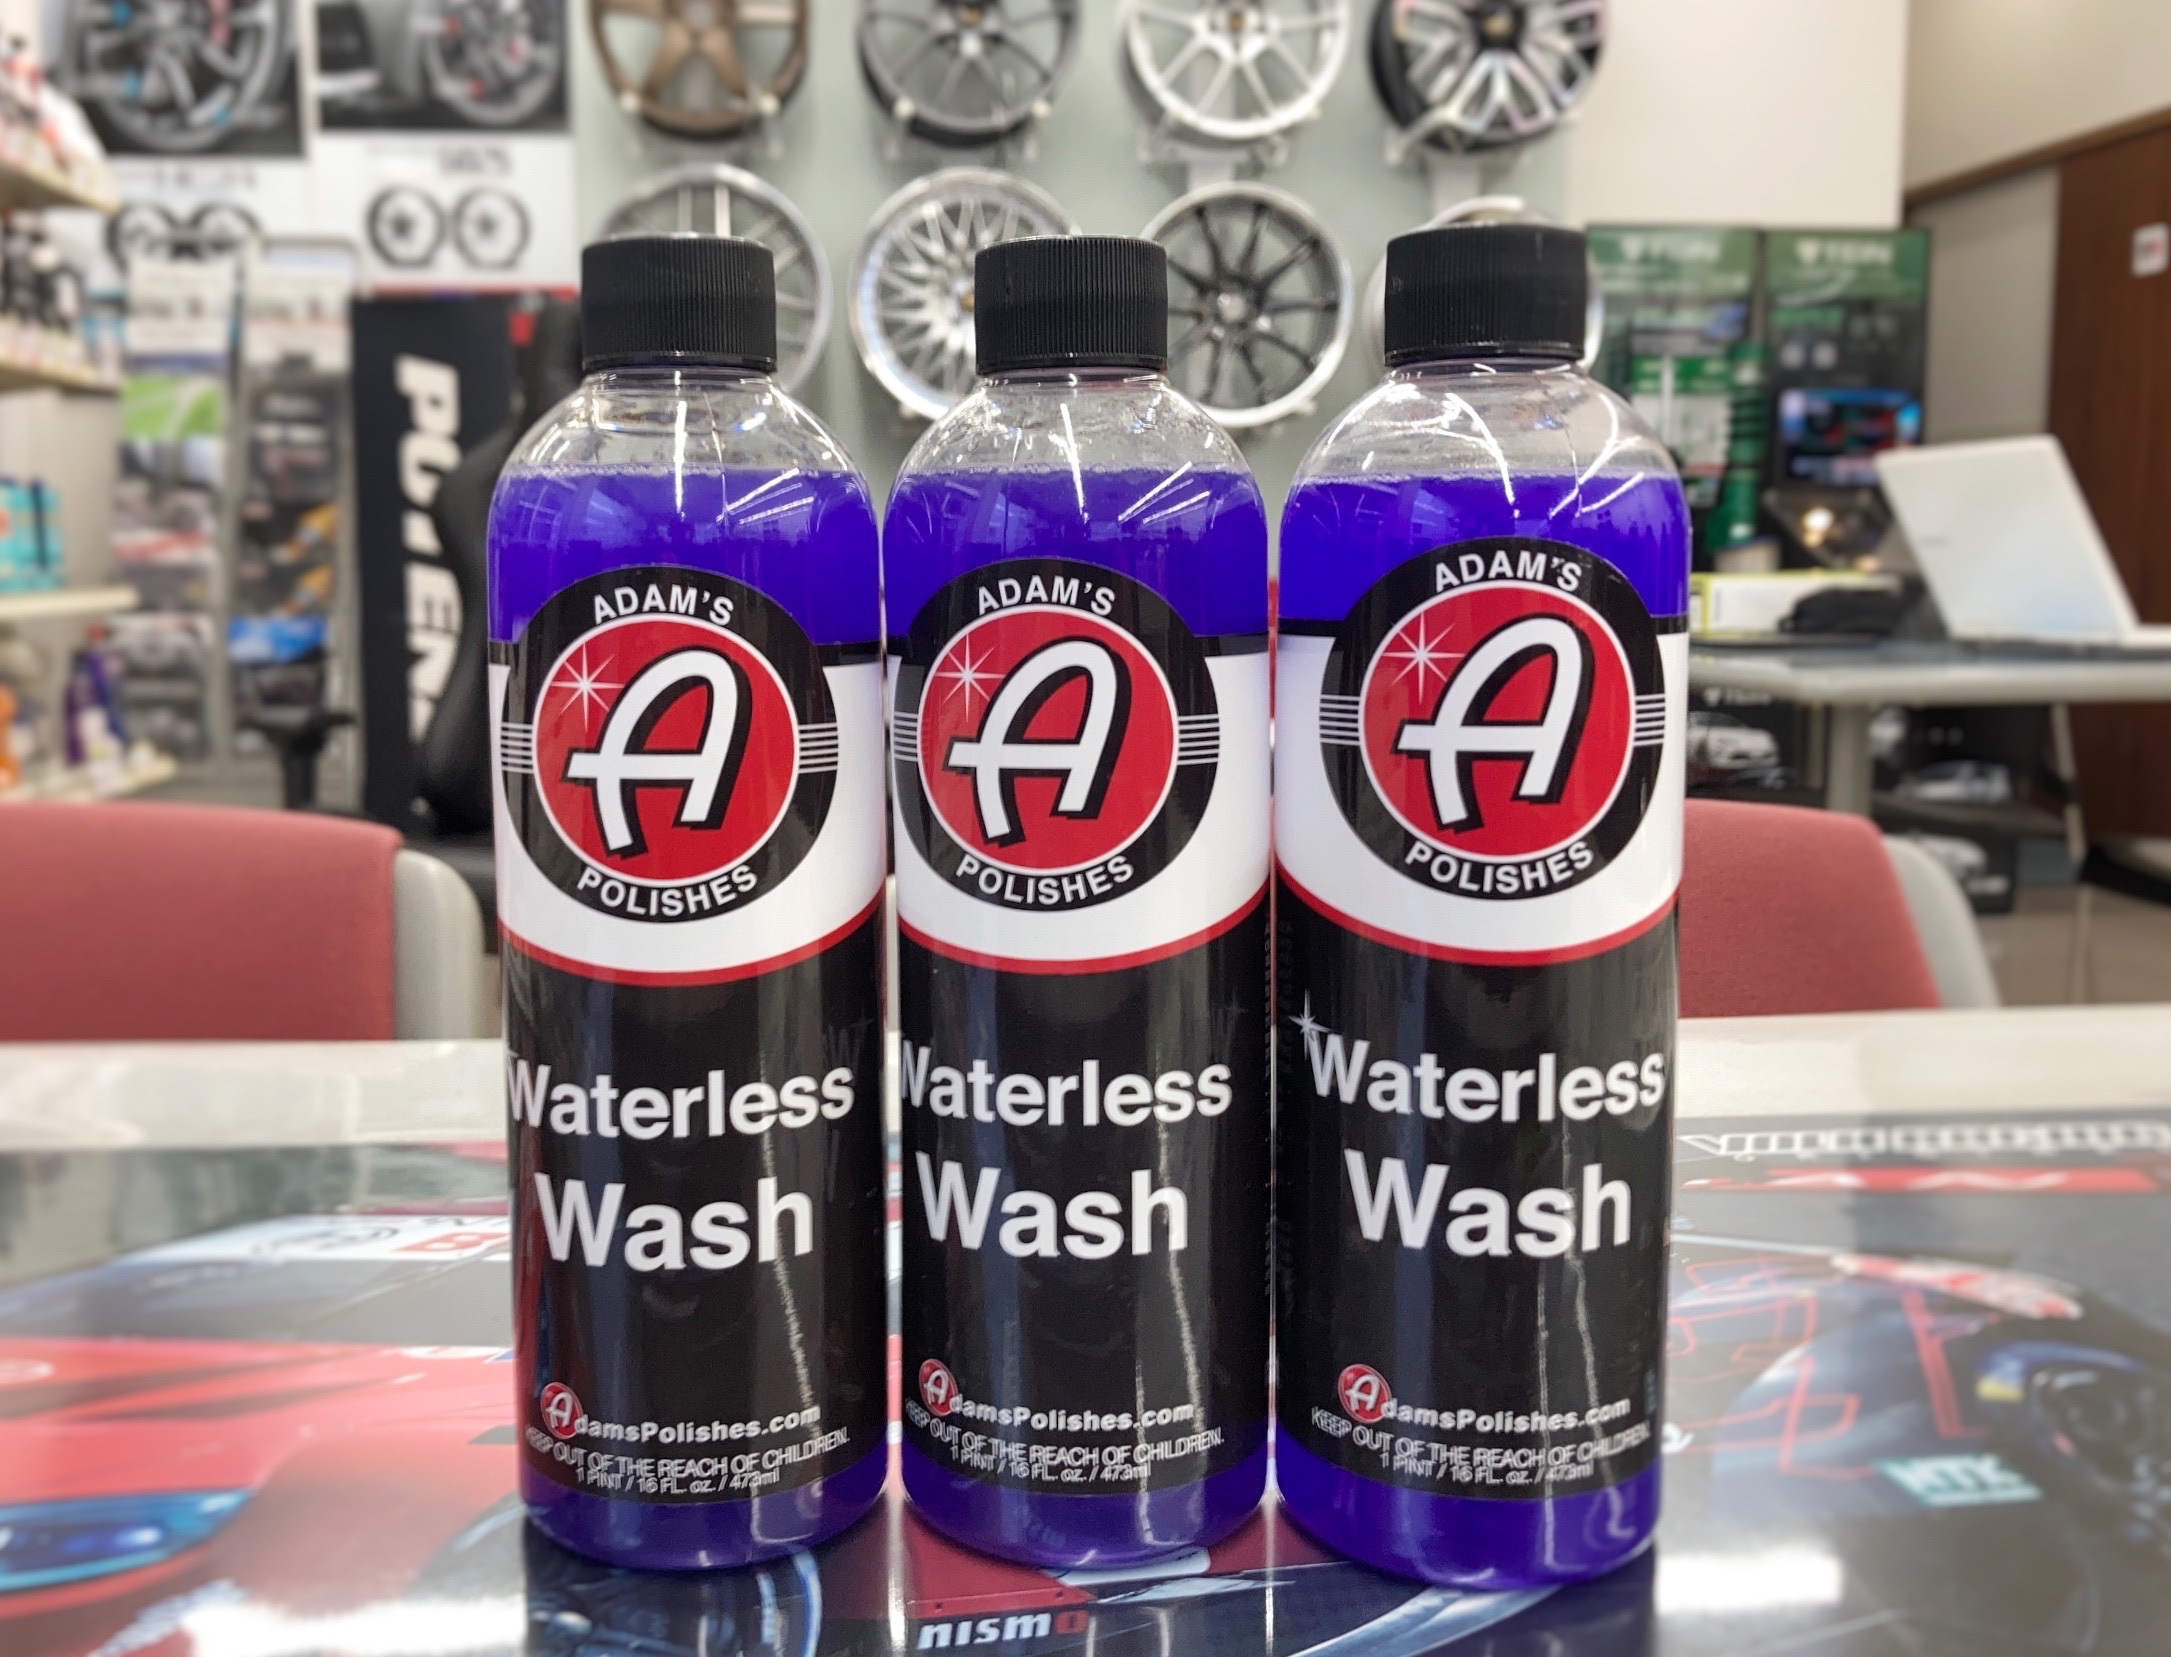 TEIN
TEIN
ADAM'S
A
POLISHES
Waterless
Wash
AdamsPolishes.com
KEEP OUT OF THE REACH OF CHILDREN.
1 PINT / 16 FL. oz. / 473ml
ADAM'S
A
POLISHES
Waterless
Wash
AdamsPolishes.com
KEEP OUT OF THE REACH OF CHILDREN.
1 PINT / 16 FL. oz. / 473ml
ADAM'S
A
POLISHES
Waterless
Wash
AdamsPolishes.com
KEEP OUT OF THE REACH OF CHILDREN.
1 PINT / 16 FL. oz. / 473ml
NTK
nismo